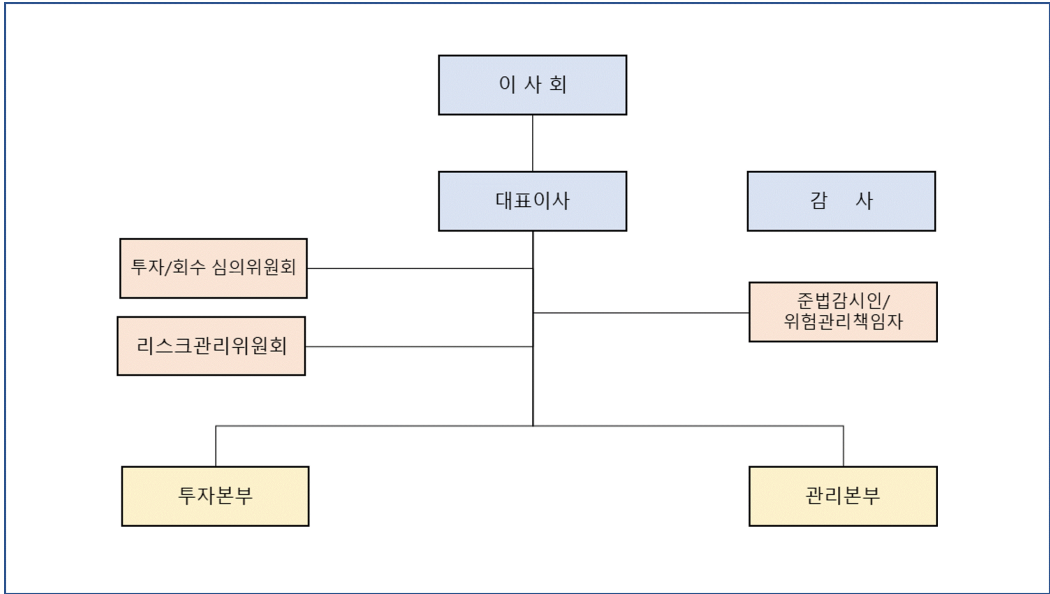 이 사 회
대표이사
감 사
투자/회수 심의위원회
준법감시인/
위험관리책임자
리스크관리위원회
투자본부
관리본부